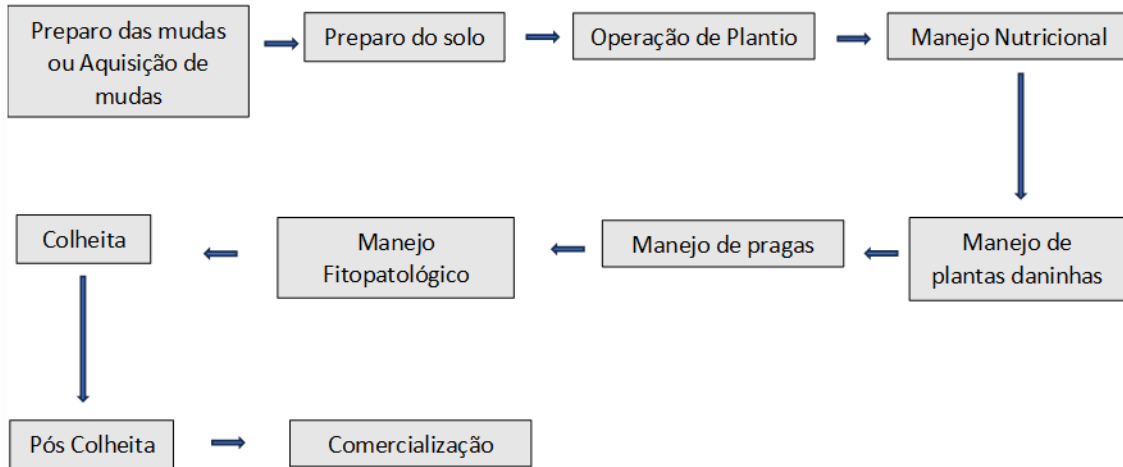 Preparo das mudas
ou Aquisição de
mudas
Preparo do solo
Operação de Plantio
Manejo Nutricional
Manejo de
plantas daninhas
Manejo de pragas
Manejo
Fitopatológico
Colheita
Pós Colheita
Comercialização